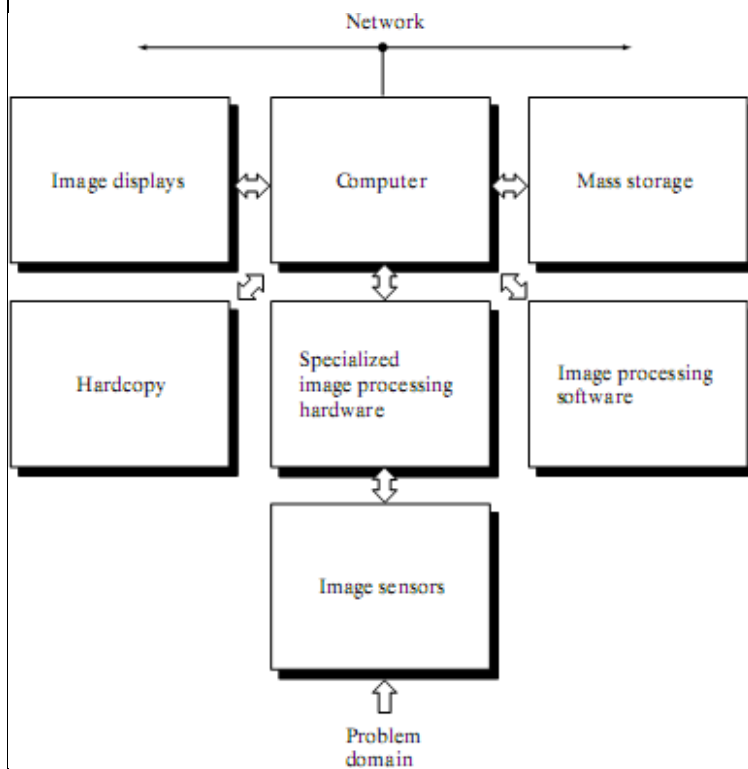 Network
Image displays
Computer
Mass storage
Hardcopy
Specialized
image processing
hardware
Image processing
software
Image sensors
Problem
domain